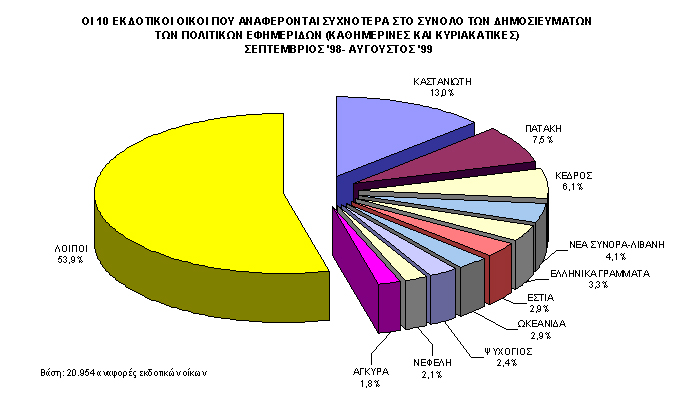 ΟΙ 10 ΕΚΔΟΤΙΚΟΙ ΟΙΚΟΙ ΠΟΥ ΑΝΑΦΕΡΟΝΤΑΙ ΣΥΧΝΟΤΕΡΑ ΣΤΟ ΣΥΝΟΛΟ ΤΩΝ ΔΗΜΟΣΙΕΥΜΑΤΩΝ
ΤΩΝ ΠΟΛΙΤΙΚΩΝ ΕΦΗΜΕΡΙΔΩΝ (ΚΑΘΗΜΕΡΙΝΕΣ ΚΑΙ ΚΥΡΙΑΚΑΤΙΚΕΣ)
ΣΕΠΤΕΜΒΡΙΟΣ '98- ΑΥΓΟΥΣΤΟΣ '99
ΚΑΣΤΑΝΙΩΤΗ
13,0%
ΠΑΤΑΚΗ
7,5%
ΚΕΔΡΟΣ
6,1%
ΝΕΑ ΣΥΝΟΡΑ-ΛΙΒΑΝΗ
4,1%
ΕΛΛΗΝΙΚΑ ΓΡΑΜΜΑΤΑ
3,3%
ΕΣΤΙΑ
2,9%
ΩΚΕΑΝΙΔΑ
2,9%
ΨΥΧΟΓΙΟΣ
2,4%
ΝΕΦΕΛΗ
2,1%
ΑΓΚΥΡΑ
1,8%
ΛΟΙΠΟΙ
53,9%
Βάση: 20.954 αναφορές εκδοτικών οίκων